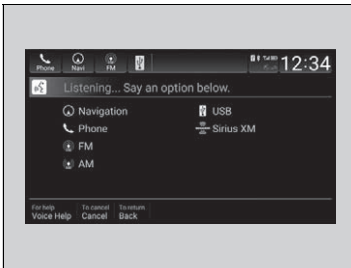 Phone Navi FM 12:34
Listening... Say an option below.
Navigation USB
Phone Sirius XM
FM
AM
For help To cancel To return
Voice Help Cancel Back